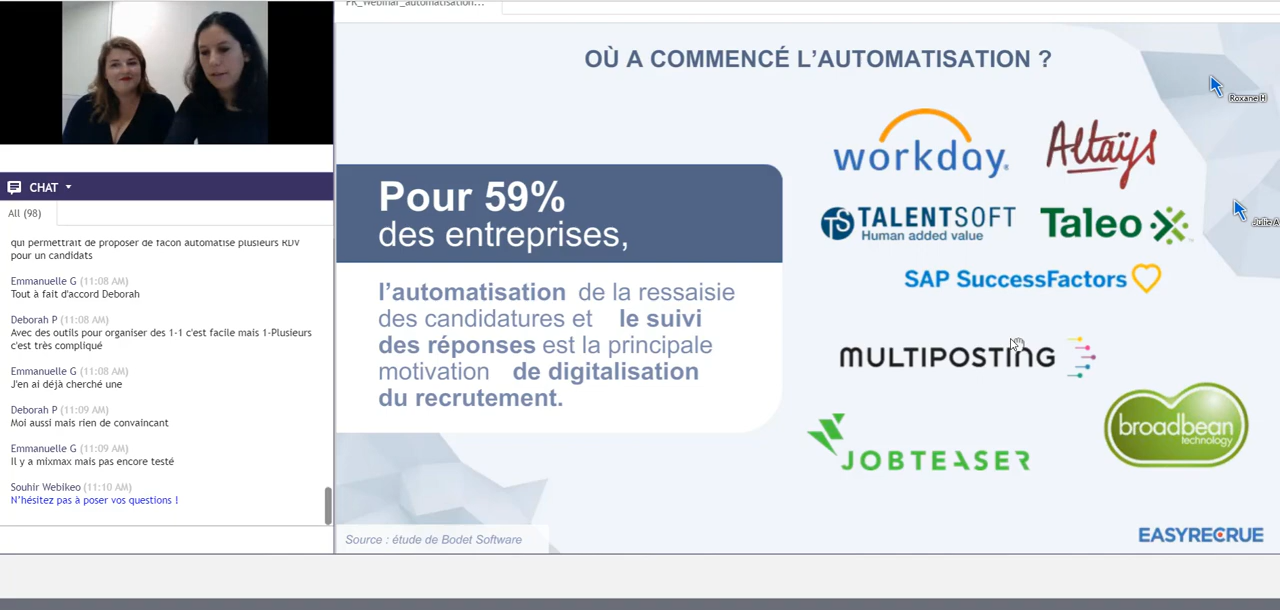 FR_Webinar_automatisation...
CHAT
All (98)
qui permettrait de proposer de facon automatisé plusieurs RDV
pour un candidats
Emmanuelle G (11:08 AM)
Tout à fait d'accord Deborah
Deborah P (11:08 AM)
Avec des outils pour organiser des 1-1 c'est facile mais 1-Plusieurs
c'est très compliqué
Emmanuelle G (11:08 AM)
J'en ai déjà cherché une
Deborah P (11:09 AM)
Moi aussi mais rien de convaincant
Emmanuelle G (11:09 AM)
Il y a mixmax mais pas encore testé
Souhir Webikeo (11:10 AM)
N'hésitez pas à poser vos questions !
OÙ A COMMENCÉ L'AUTOMATISATION ?
Pour 59%
des entreprises,
l'automatisation de la ressaisie
des candidatures et le suivi
des réponses est la principale
motivation de digitalisation
du recrutement.
Source : étude de Bodet Software
workday.
Altaÿs
TS TALENTSOFT
Human added value
Taleo
SAP SuccessFactors
MULTIPOSTING
JOBTEASER
broadbean
technology
EASYRECRUE
Roxane H
Julie A